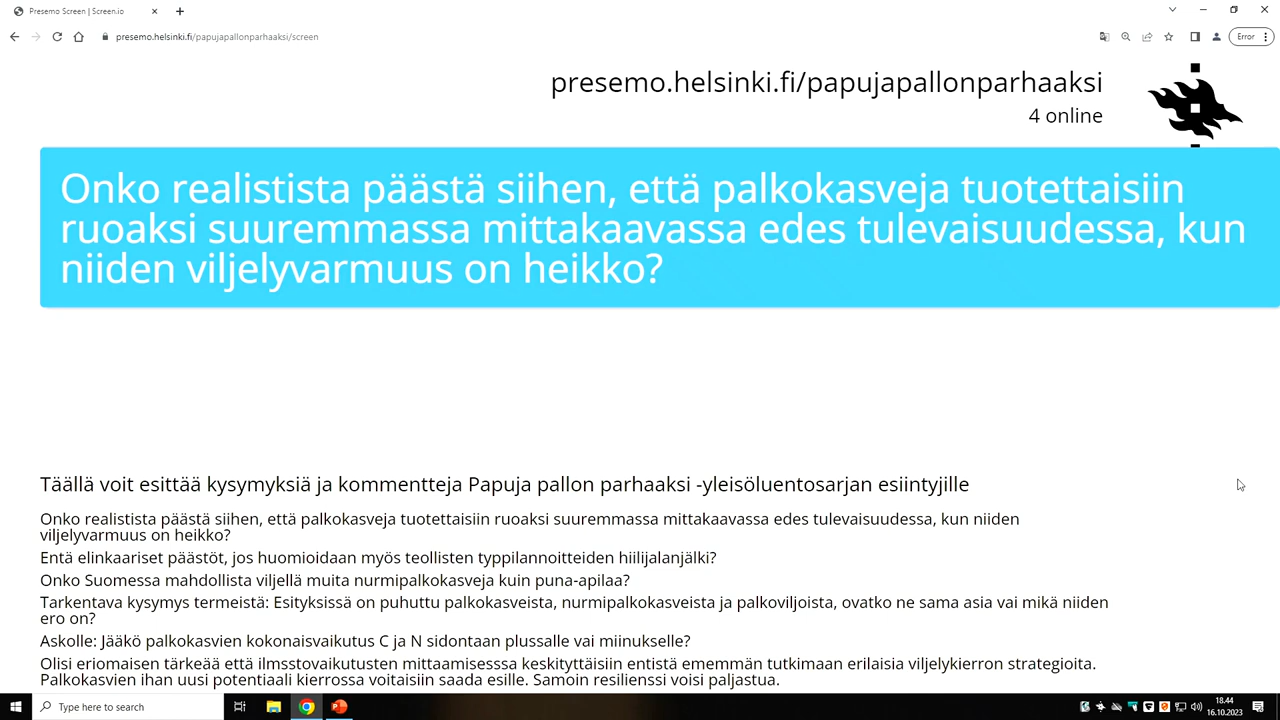 Presemo Screen | Screen.io
presemo.helsinki.fi/papujapallonparhaaksi/screen
Error
presemo.helsinki.fi/papujapallonparhaaksi
4 online
Onko realistista päästä siihen, että palkokasveja tuotettaisiin
ruoaksi suuremmassa mittakaavassa edes tulevaisuudessa, kun
niiden viljelyvarmuus on heikko?
Täällä voit esittää kysymyksiä ja kommentteja Papuja pallon parhaaksi -yleisöluentosarjan esiintyjille
Onko realistista päästä siihen, että palkokasveja tuotettaisiin ruoaksi suuremmassa mittakaavassa edes tulevaisuudessa, kun niiden
viljelyvarmuus on heikko?
Entä elinkaariset päästöt, jos huomioidaan myös teollisten typpilannoitteiden hiilijalanjälki?
Onko Suomessa mahdollista viljellä muita nurmipalkokasveja kuin puna-apilaa?
Tarkentava kysymys termeistä: Esityksissä on puhuttu palkokasveista, nurmipalkokasveista ja palkoviljoista, ovatko ne sama asia vai mikä niiden
ero on?
Askolle: Jääkö palkokasvien kokonaisvaikutus C ja N sidontaan plussalle vai miinukselle?
Olisi eriomaisen tärkeää että ilmsstovaikutusten mittaamisesssa keskityttäisiin entistä ememmän tutkimaan erilaisia viljelykierron strategioita.
Palkokasvien ihan uusi potentiaali kierrossa voitaisiin saada esille. Samoin resilienssi voisi paljastua.
Type here to search
18.44
16.10.2023